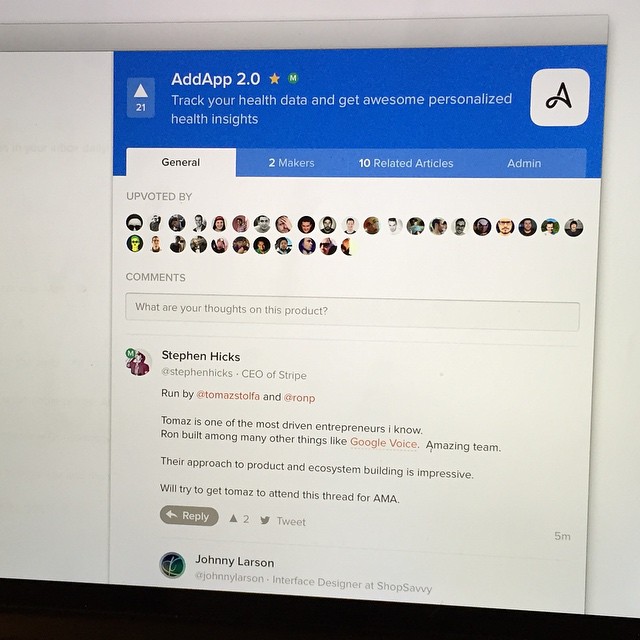 AddApp 2.0 M
21
Track your health data and get awesome personalized
health insights
General
2 Makers
10 Related Articles
Admin
UPVOTED BY
COMMENTS
What are your thoughts on this product?
M
Stephen Hicks
@stephenhicks - CEO of Stripe
Run by @tomazstolfa and @ronp
Tomaz is one of the most driven entrepreneurs i know.
Ron built among many other things like Google Voice. Amazing team.
Their approach to product and ecosystem building is impressive.
Will try to get tomaz to attend this thread for AMA.
Reply 2 Tweet
5m
Johnny Larson
@johnnylarson - Interface Designer at ShopSavvy